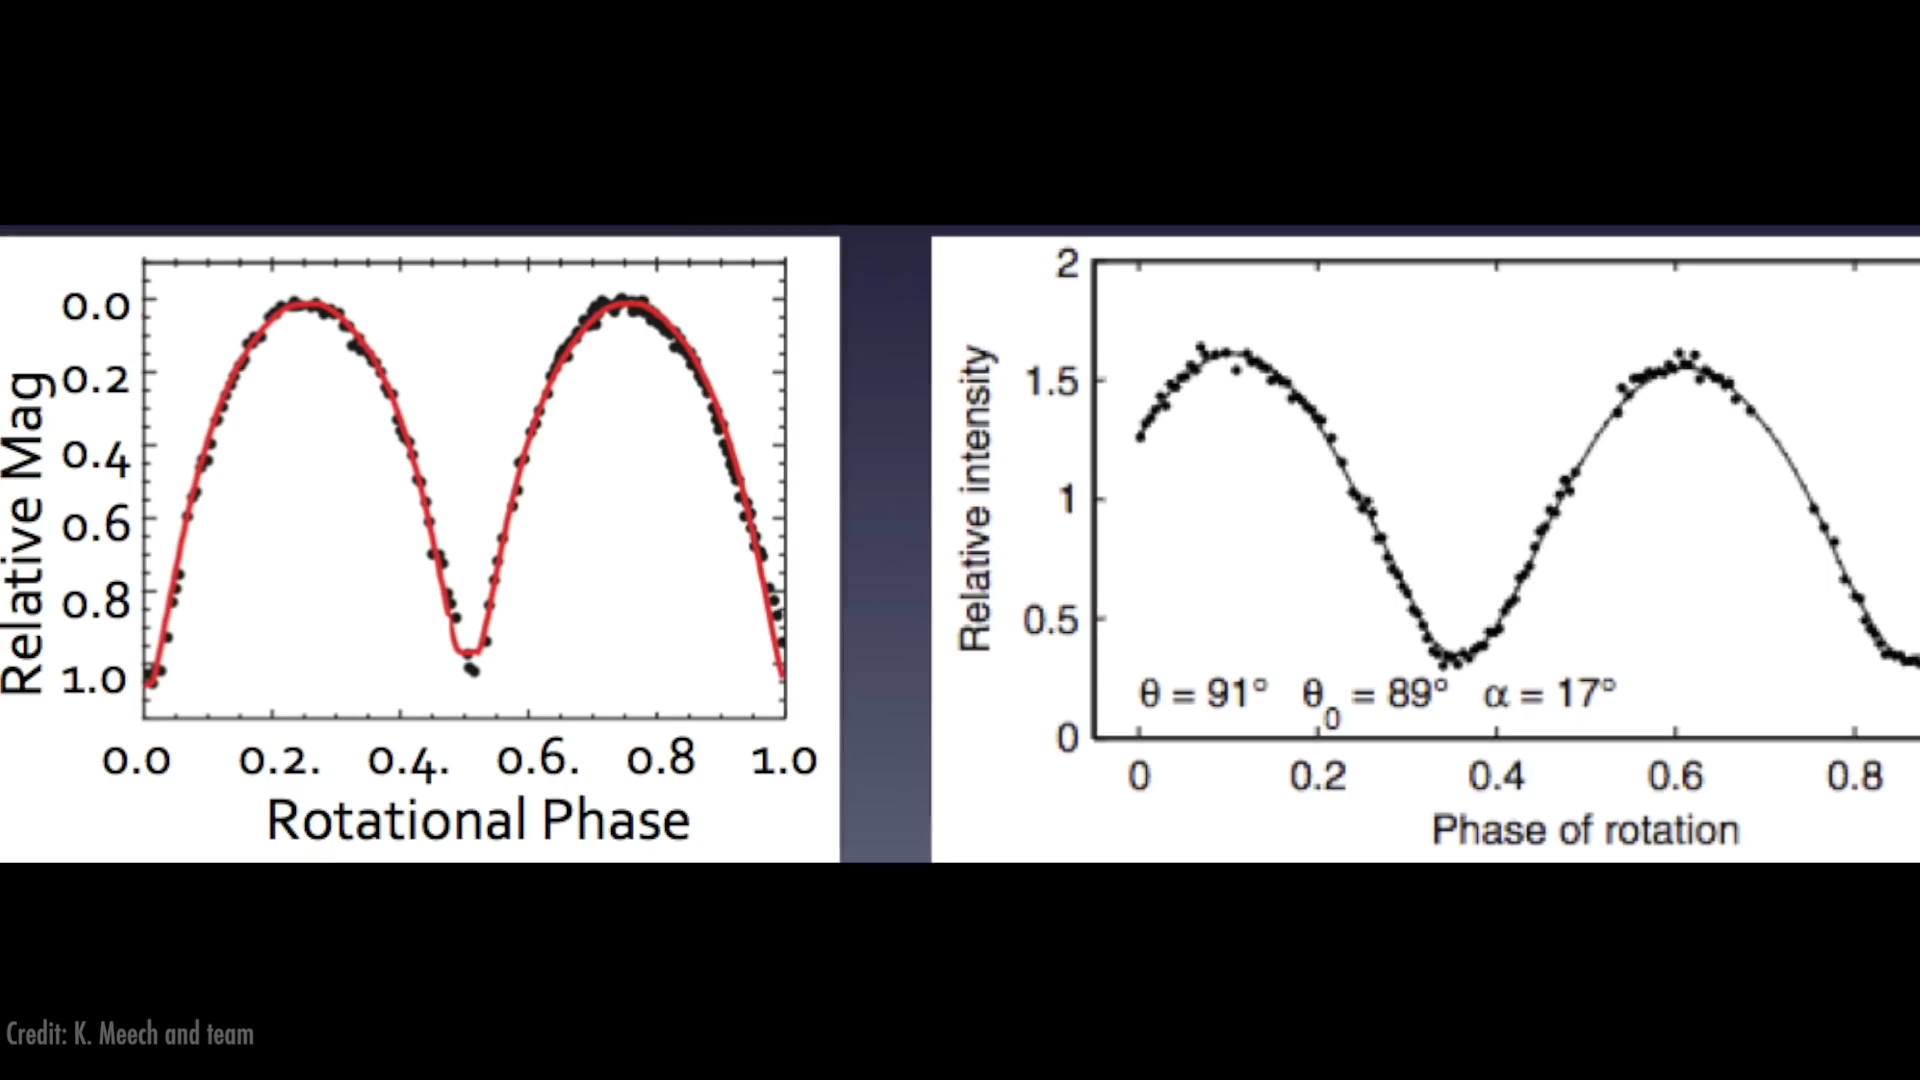 Relative Mag
0.0
0.2
0.4
0.6
0.8
1.0
0.0 0.2. 0.4. 0.6. 0.8 1.0
Rotational Phase
Relative intensity
2
1.5
1
0.5
0
θ = 91° θ0 = 89° α = 17°
0 0.2 0.4 0.6 0.8
Phase of rotation
Credit: K. Meech and team